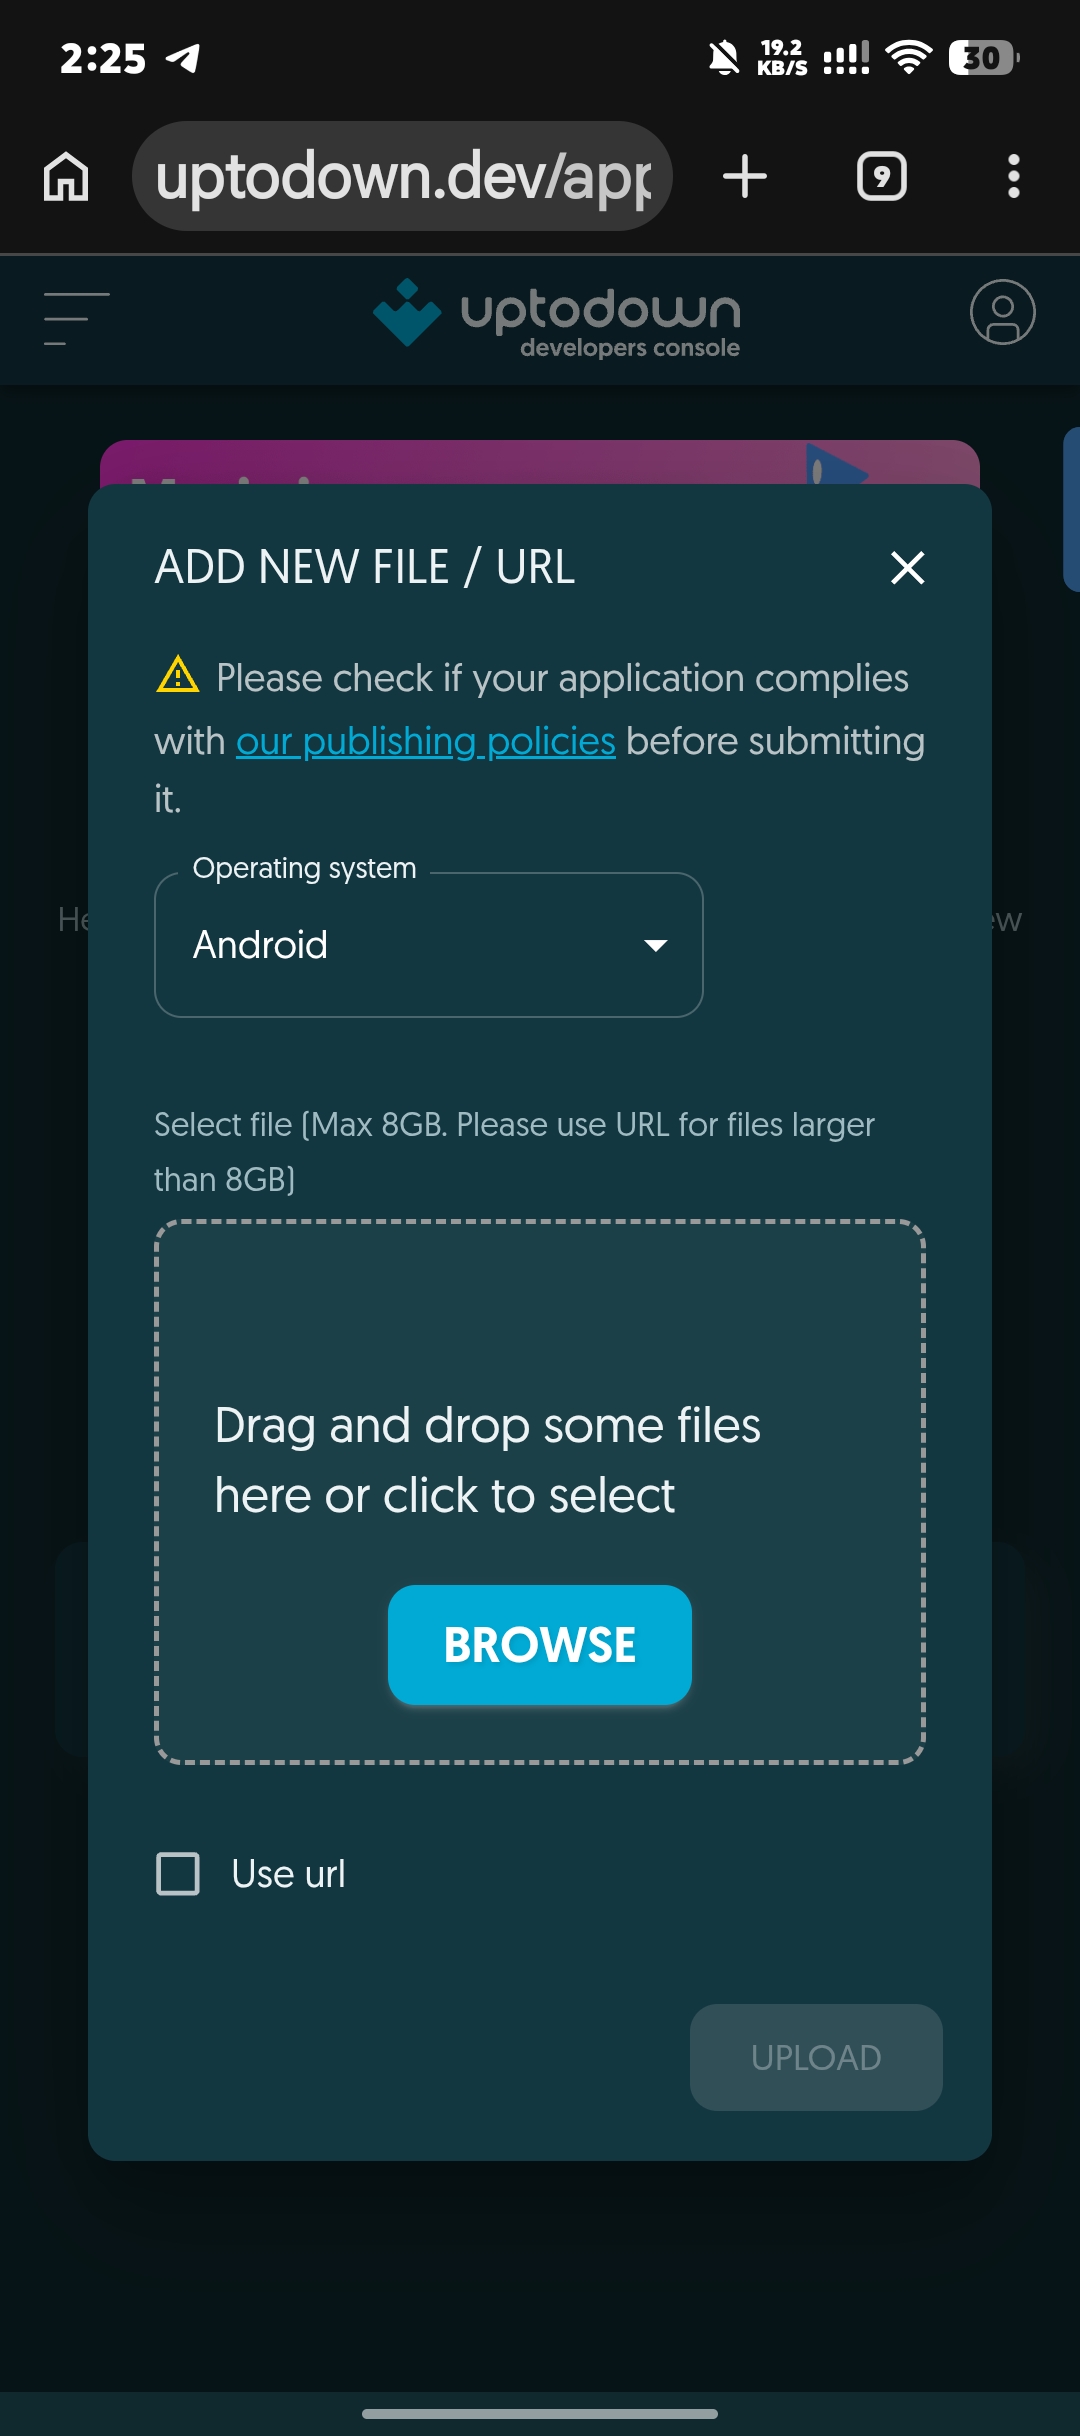 2:25
19.2
KB/S
30
uptodown.dev/app
9
uptodown
developers console
ADD NEW FILE / URL
Please check if your application complies
with our publishing policies before submitting
it.
Operating system
Android
Select file (Max 8GB. Please use URL for files larger
than 8GB)
Drag and drop some files
here or click to select
BROWSE
Use url
UPLOAD